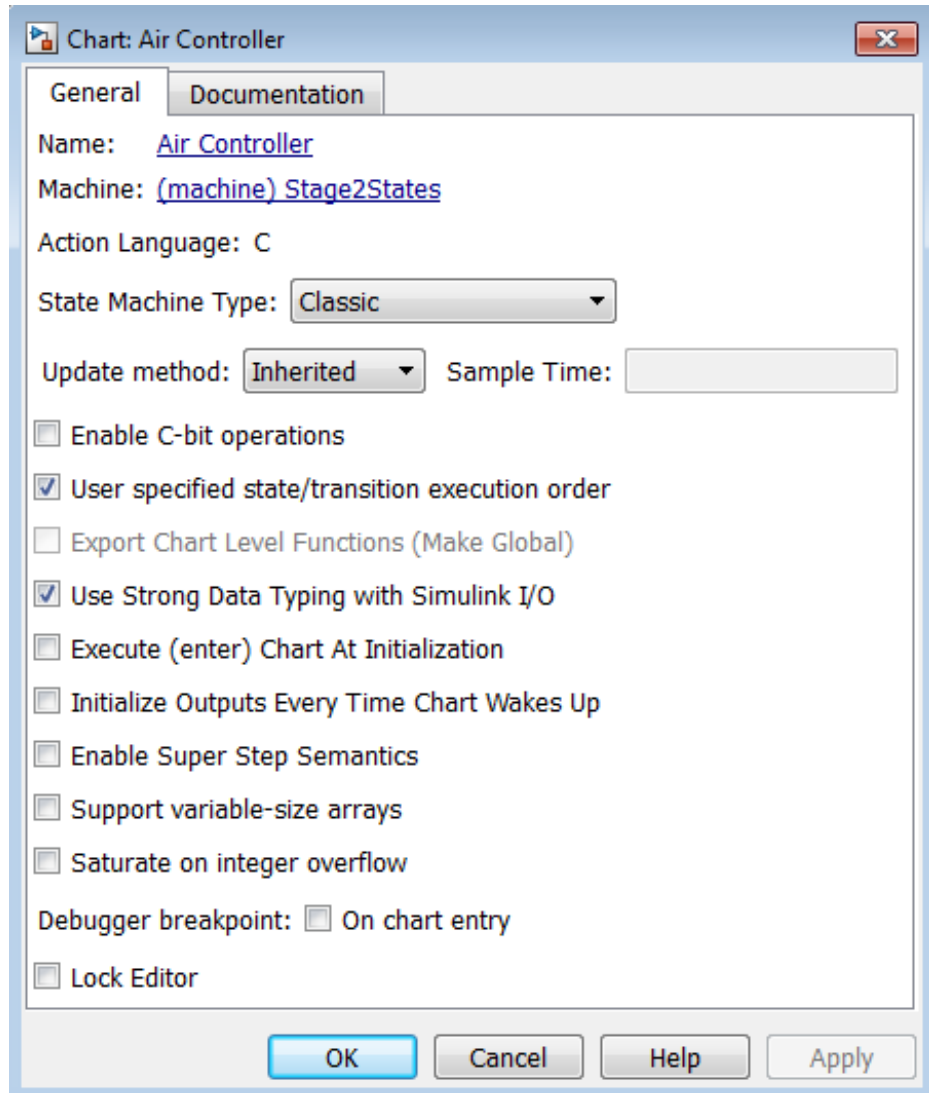 Chart: Air Controller
General Documentation
Name: Air Controller
Machine: (machine) Stage2States
Action Language: C
State Machine Type: Classic
Update method: Inherited Sample Time:
Enable C-bit operations
User specified state/transition execution order
Export Chart Level Functions (Make Global)
Use Strong Data Typing with Simulink I/O
Execute (enter) Chart At Initialization
Initialize Outputs Every Time Chart Wakes Up
Enable Super Step Semantics
Support variable-size arrays
Saturate on integer overflow
Debugger breakpoint: On chart entry
Lock Editor
OK Cancel Help Apply